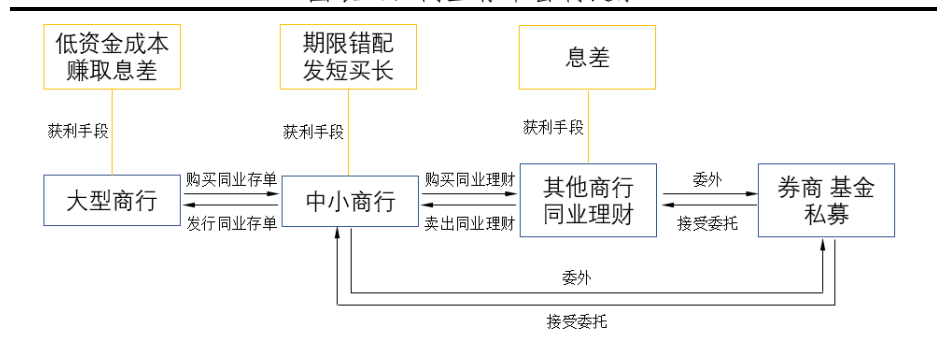 低资金成本
赚取息差
期限错配
发短买长
息差
获利手段
获利手段
获利手段
大型商行
购买同业存单
发行同业存单
中小商行
购买同业理财
卖出同业理财
其他商行
同业理财
委外
接受委托
券商 基金
私募
委外
接受委托